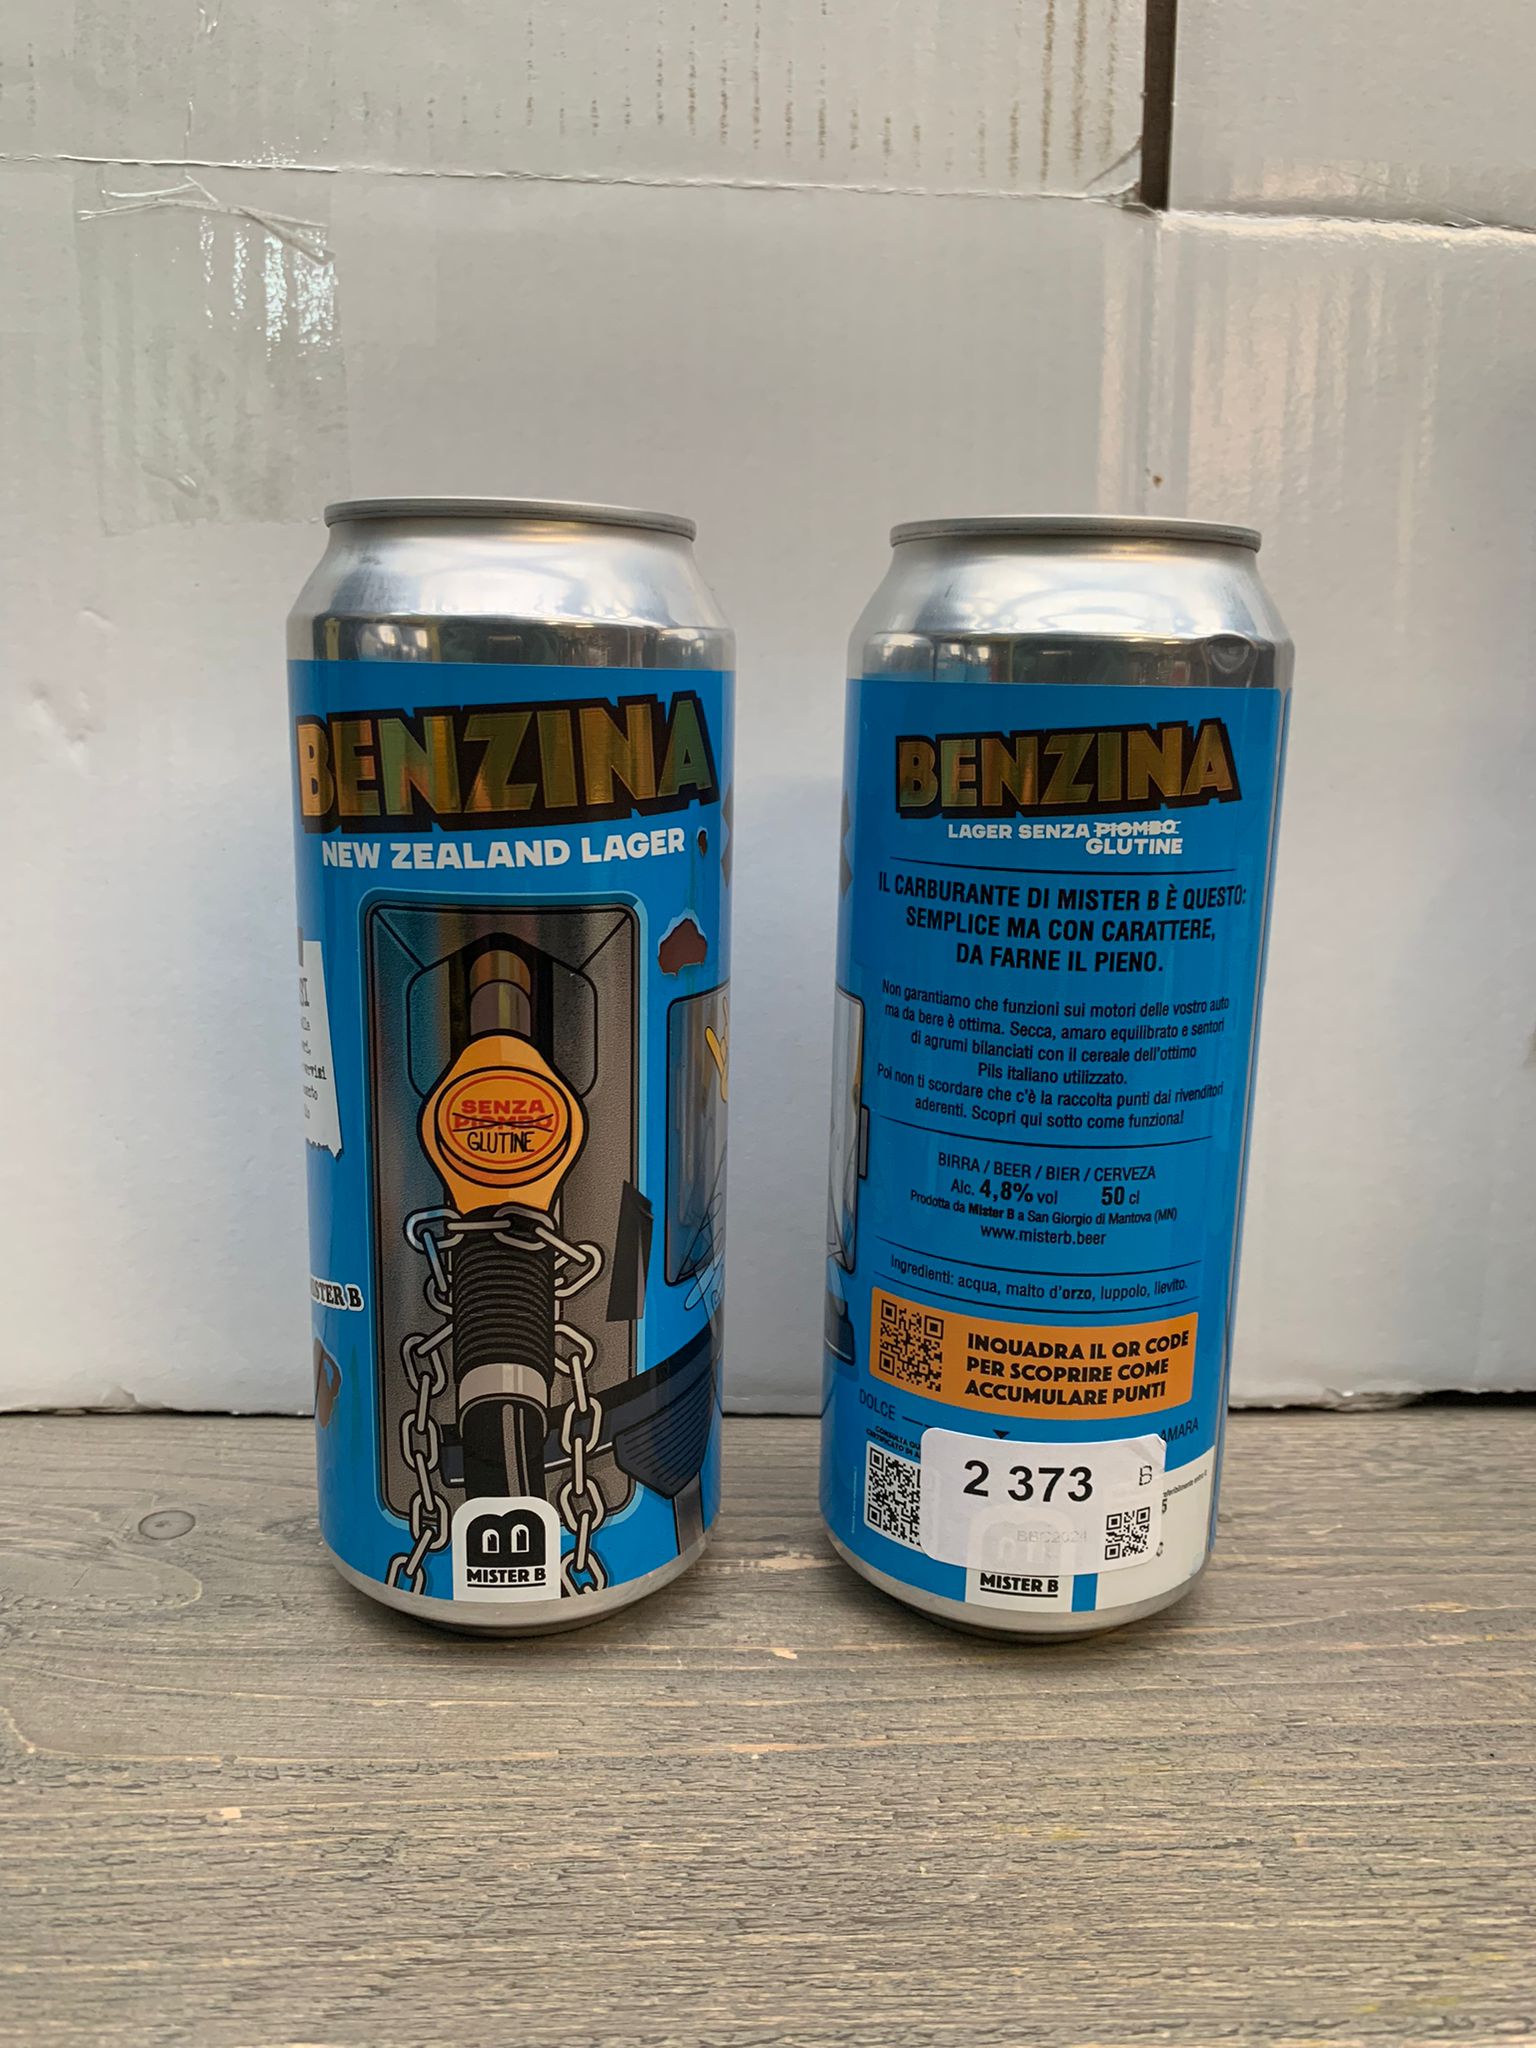 BENZINA
NEW ZEALAND LAGER
SENZA
PIOMBO
GLUTINE
MISTER B
MISTER B
BENZINA
LAGER SENZA PIOMBO
GLUTINE
IL CARBURANTE DI MISTER B È QUESTO:
SEMPLICE MA CON CARATTERE,
DA FARNE IL PIENO.
Non garantiamo che funzioni sui motori delle vostro auto
ma da bere è ottima. Secca, amaro equilibrato e sentori
di agrumi bilanciati con il cereale dell'ottimo
Pils italiano utilizzato.
Poi non ti scordare che c'è la raccolta punti dai rivenditori
aderenti. Scopri qui sotto come funziona!
BIRRA / BEER / BIER / CERVEZA
Alc. 4,8% vol 50 cl
Prodotta da Mister B a San Giorgio di Mantova (MN)
www.misterb.beer
Ingredienti: acqua, malto d'orzo, luppolo, lievito.
INQUADRA IL QR CODE
PER SCOPRIRE COME
ACCUMULARE PUNTI
DOLCE
AMARA
CONSULTA
CERTIFICATO DI
2 373
B
BBC2024
MISTER B